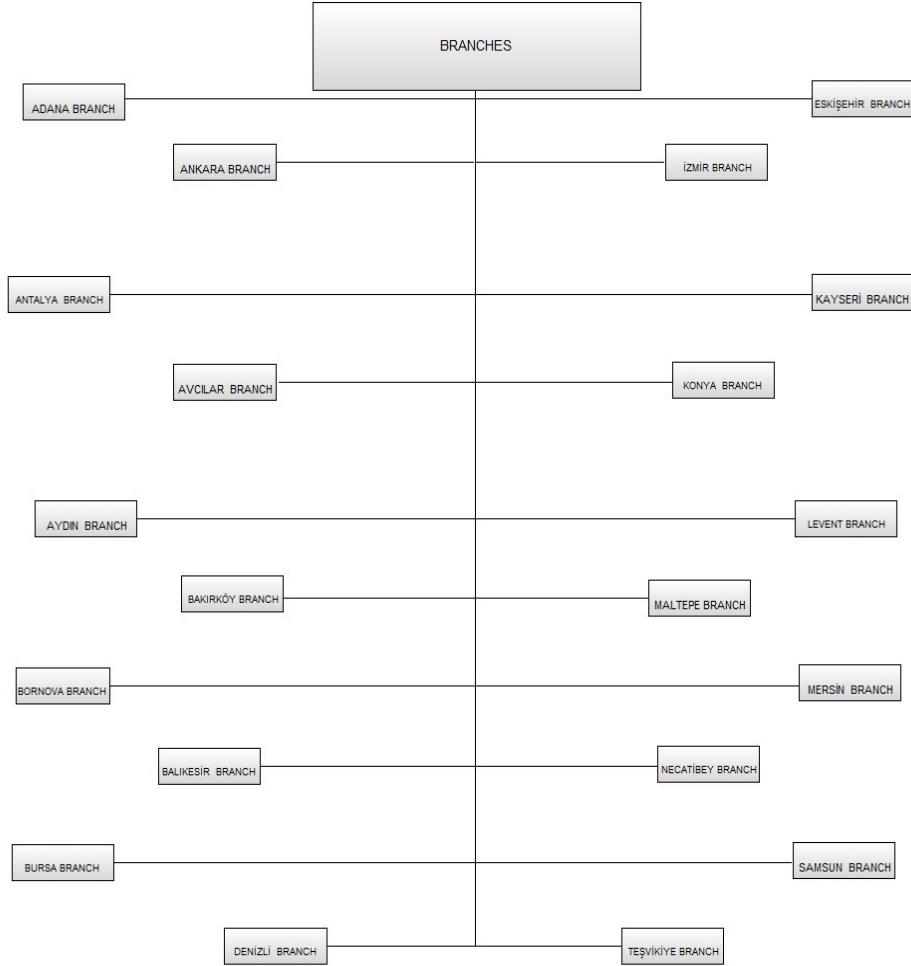 BRANCHES
ADANA BRANCH
ESKİŞEHİR BRANCH
ANKARA BRANCH
İZMİR BRANCH
ANTALYA BRANCH
KAYSERİ BRANCH
AVCILAR BRANCH
KONYA BRANCH
AYDIN BRANCH
LEVENT BRANCH
BAKIRKÖY BRANCH
MALTEPE BRANCH
BORNOVA BRANCH
MERSİN BRANCH
BALIKESİR BRANCH
NECATİBEY BRANCH
BURSA BRANCH
SAMSUN BRANCH
DENİZLİ BRANCH
TEŞVİKİYE BRANCH